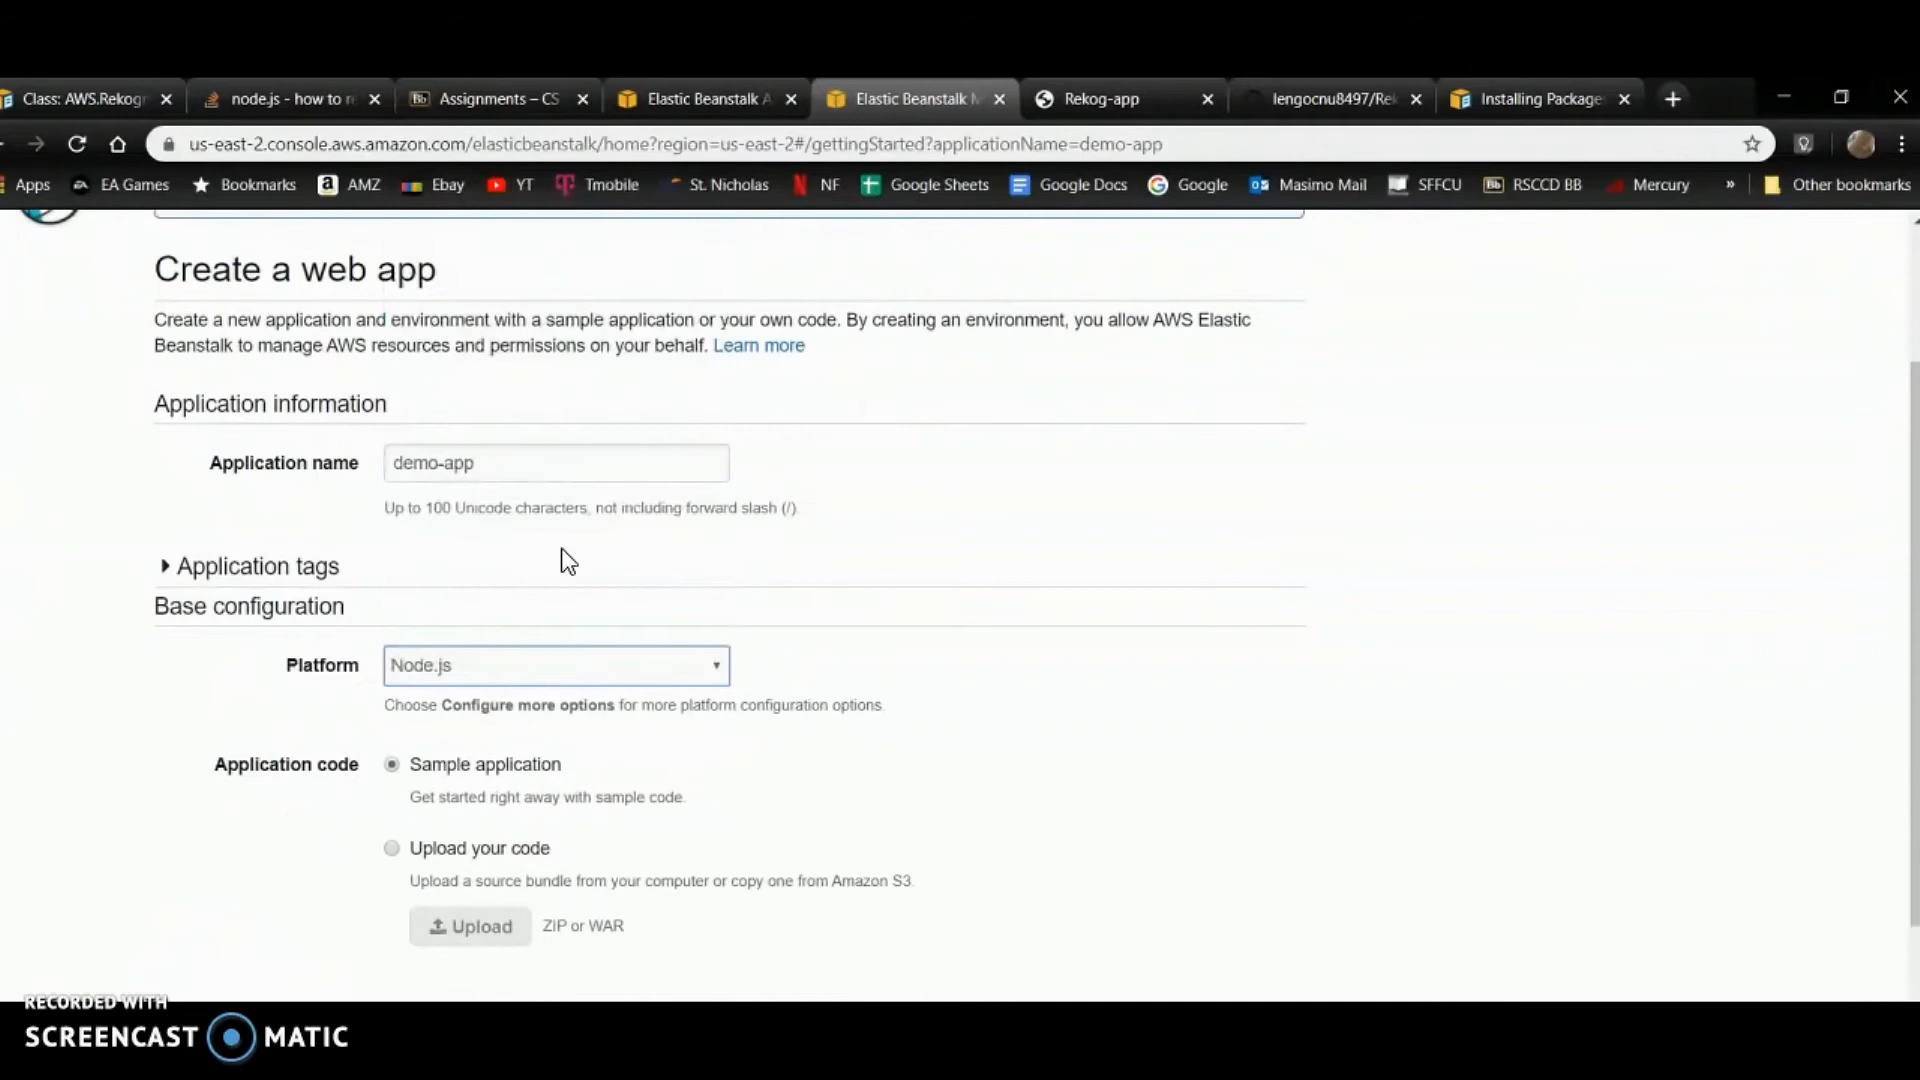 Class: AWS.Rekogn
node.js - how to re
Assignments – CS
Elastic Beanstalk A
Elastic Beanstalk M
Rekog-app
lengocnu8497/Rek
Installing Package
us-east-2.console.aws.amazon.com/elasticbeanstalk/home?region=us-east-2#/gettingStarted?applicationName=demo-app
Apps EA Games Bookmarks AMZ Ebay YT Tmobile St. Nicholas NF Google Sheets Google Docs Google Masimo Mail SFFCU RSCCD BB Mercury » Other bookmarks
Create a web app
Create a new application and environment with a sample application or your own code. By creating an environment, you allow AWS Elastic
Beanstalk to manage AWS resources and permissions on your behalf. Learn more
Application information
Application name demo-app
Up to 100 Unicode characters, not including forward slash (/).
Application tags
Base configuration
Platform Node.js
Choose Configure more options for more platform configuration options.
Application code Sample application
Get started right away with sample code.
Upload your code
Upload a source bundle from your computer or copy one from Amazon S3.
Upload ZIP or WAR
RECORDED WITH
SCREENCAST MATIC